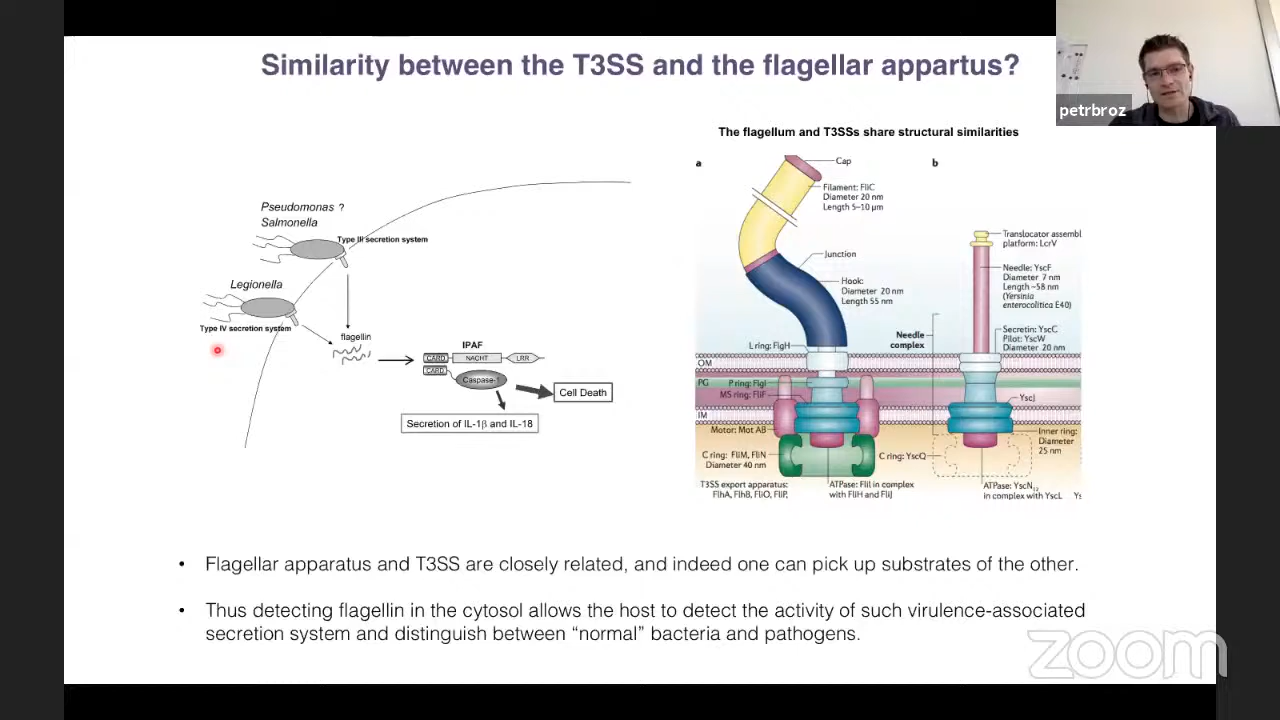 Similarity between the T3SS and the flagellar appartus?
petrbroz
The flagellum and T3SSs share structural similarities
Pseudomonas ?
Salmonella
Type III secretion system
Legionella
Type IV secretion system
flagellin
IPAF
CARD
NACHT
LRR
CARD
Caspase-1
Cell Death
Secretion of IL-1β and IL-18
a
Cap
Filament: FliC
Diameter 20 nm
Length 5–10 μm
Junction
Hook:
Diameter 20 nm
Length 55 nm
L ring: FlgH
OM
PG
P ring: FlgI
MS ring: FliF
IM
Motor: Mot AB
C ring: FliM, FliN
Diameter 40 nm
T3SS export apparatus:
FlhA, FlhB, FliO, FliP,
ATPase: FliI in complex
with FliH and FliJ
b
Translocator assembl
platform: LcrV
Needle: YscF
Diameter 7 nm
Length ~58 nm
(Yersinia
enterocolitica E40)
Needle
complex
Secretin: YscC
Pilot: YscW
Diameter 20 nm
YscJ
Inner ring:
Diameter
25 nm
C ring: YscQ
ATPase: YscN12
in complex with YscL
Ys
• Flagellar apparatus and T3SS are closely related, and indeed one can pick up substrates of the other.
• Thus detecting flagellin in the cytosol allows the host to detect the activity of such virulence-associated
secretion system and distinguish between “normal” bacteria and pathogens.
zoom